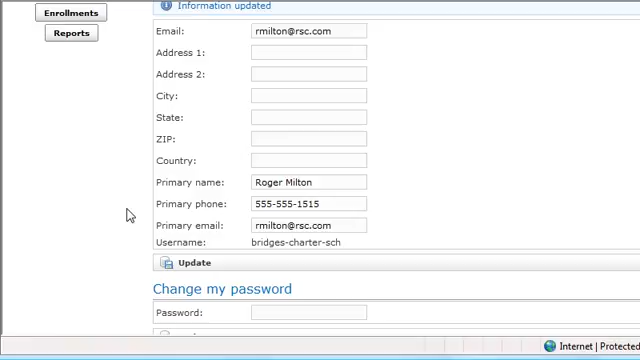 Enrollments
Reports
Information updated
Email: rmilton@rsc.com
Address 1:
Address 2:
City:
State:
ZIP:
Country:
Primary name: Roger Milton
Primary phone: 555-555-1515
Primary email: rmilton@rsc.com
Username: bridges-charter-sch
Update
Change my password
Password:
Internet | Protected